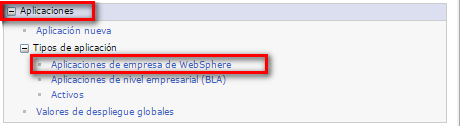 Aplicaciones
Aplicación nueva
Tipos de aplicación
Aplicaciones de empresa de WebSphere
Aplicaciones de nivel empresarial (BLA)
Activos
Valores de despliegue globales